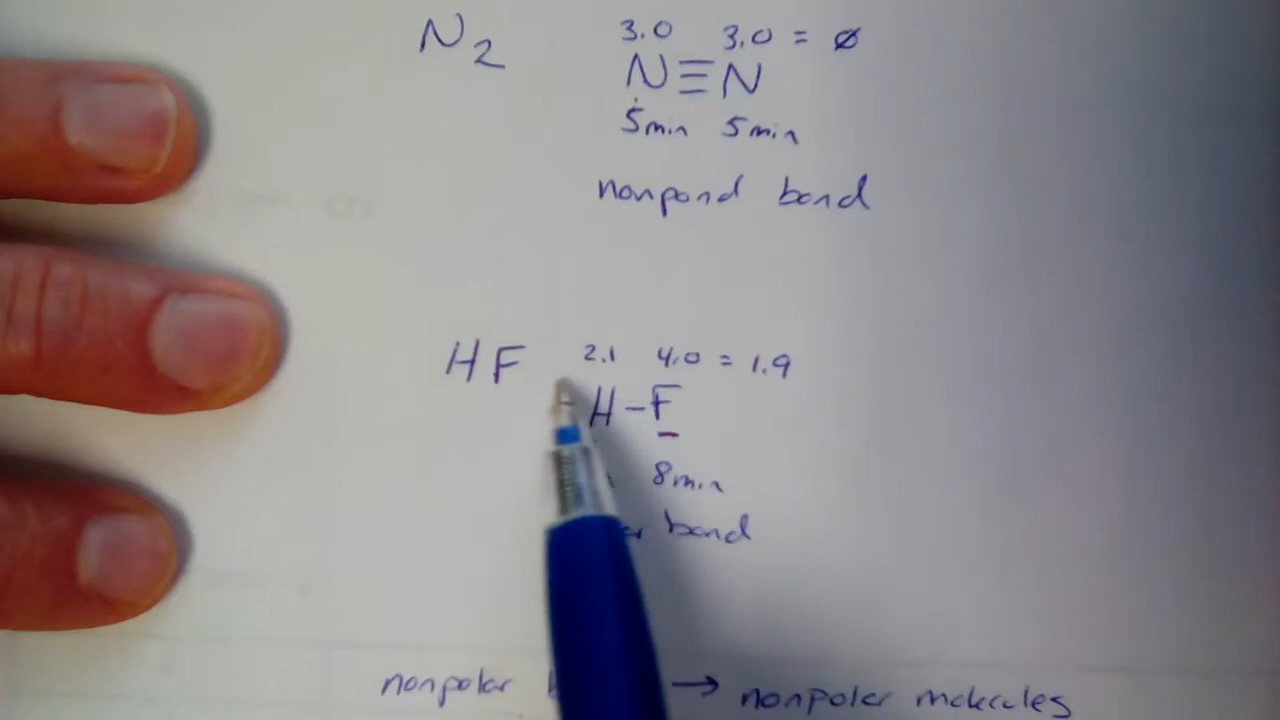 N2 3.0 3.0 = ø
N≡N
5min 5min
nonpond bond
HF 2.1 4.0 = 1.9
H-F
8min
bond
nonpolar → nonpolar molecules